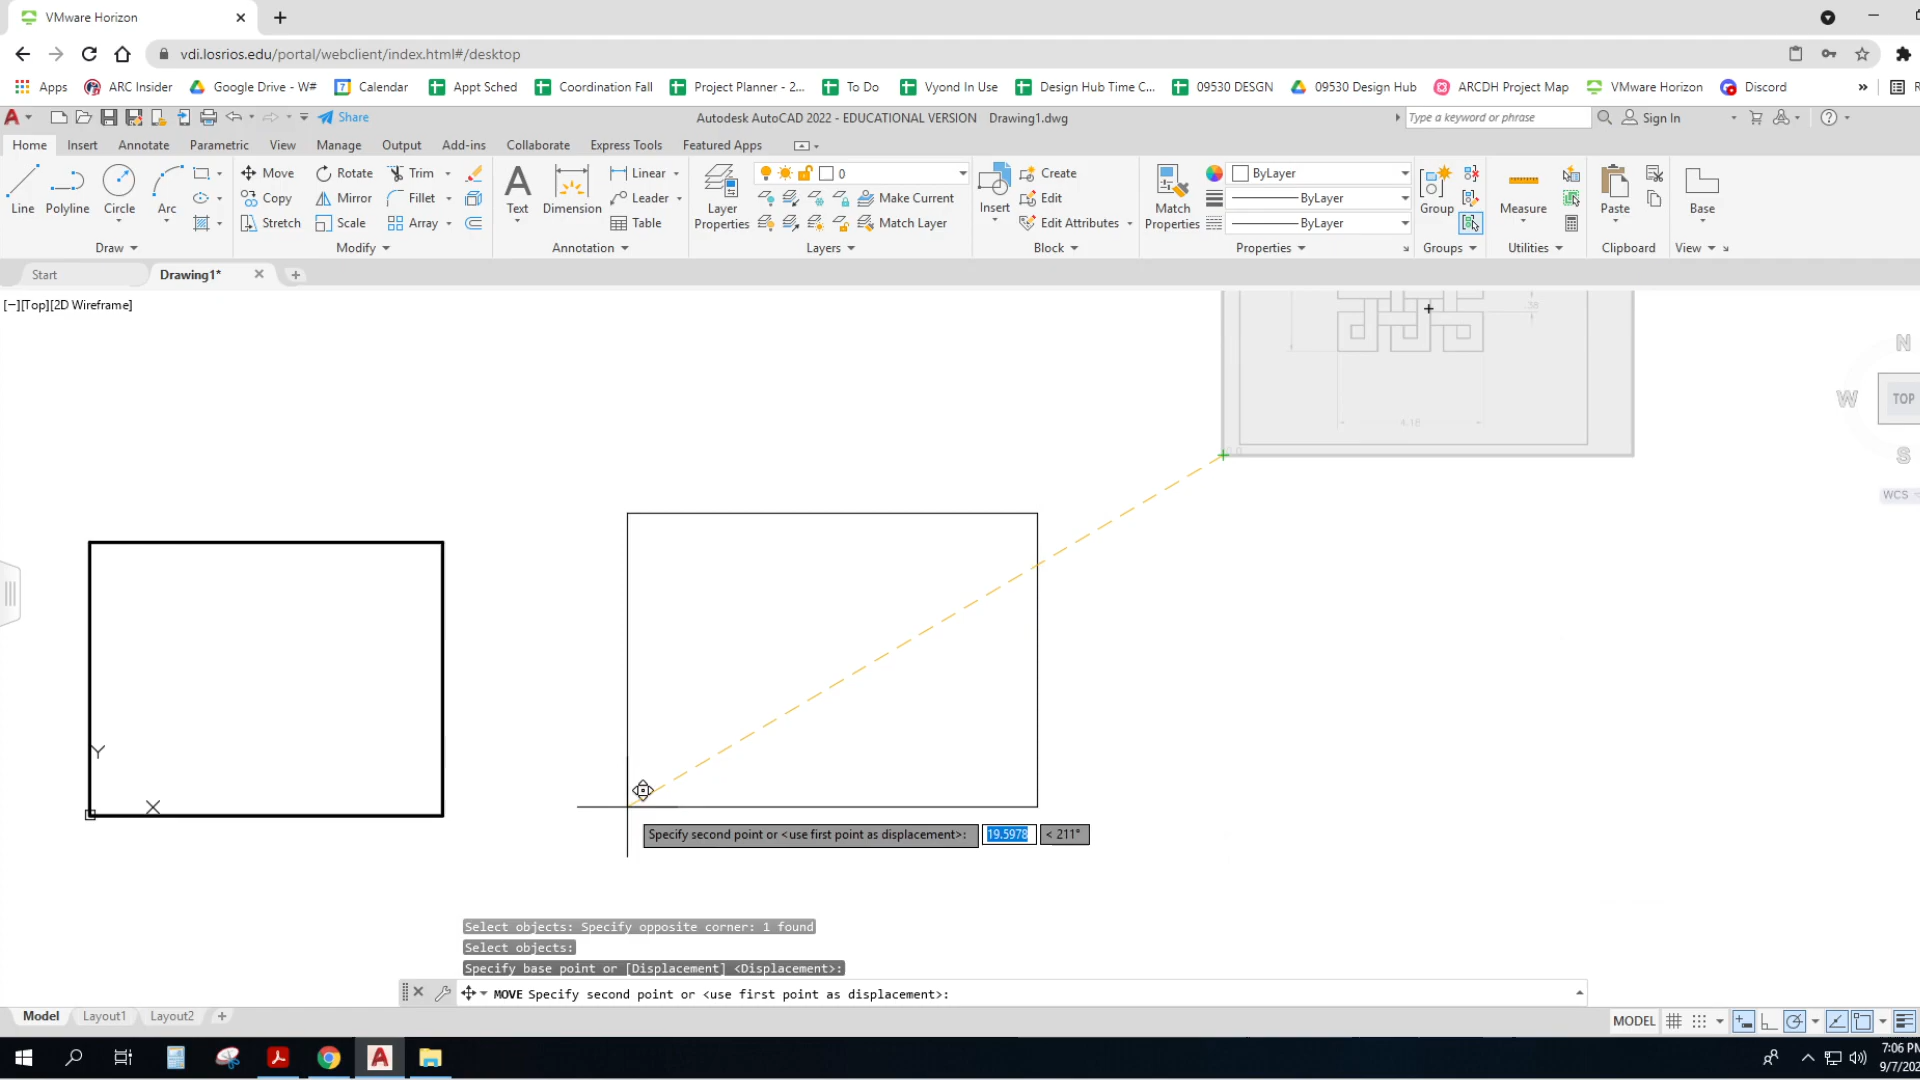 VMware Horizon
vdi.losrios.edu/portal/webclient/index.html#/desktop
Apps ARC Insider Google Drive - W# Calendar Appt Sched Coordination Fall Project Planner - 2... To Do Vyond In Use Design Hub Time C... 09530 DESGN 09530 Design Hub ARCDH Project Map VMware Horizon Discord »
Share Autodesk AutoCAD 2022 - EDUCATIONAL VERSION Drawing1.dwg Type a keyword or phrase Sign In
Home Insert Annotate Parametric View Manage Output Add-ins Collaborate Express Tools Featured Apps
Move Rotate Trim Linear 0 Create ByLayer
Copy Mirror Fillet Leader Make Current Edit ByLayer
Line Polyline Circle Arc Text Dimension Layer Properties Insert Match Properties Group Measure Paste Base
Stretch Scale Array Table Match Layer Edit Attributes ByLayer
Draw Modify Annotation Layers Block Properties Groups Utilities Clipboard View
Start Drawing1*
[−][Top][2D Wireframe]
.38
N
W TOP
4.18
S
WCS
Y
X
Specify second point or <use first point as displacement>: 19.5978 < 211°
Select objects: Specify opposite corner: 1 found
Select objects:
Specify base point or [Displacement] <Displacement>:
MOVE Specify second point or <use first point as displacement>:
Model Layout1 Layout2 MODEL
7:06 PM
9/7/202